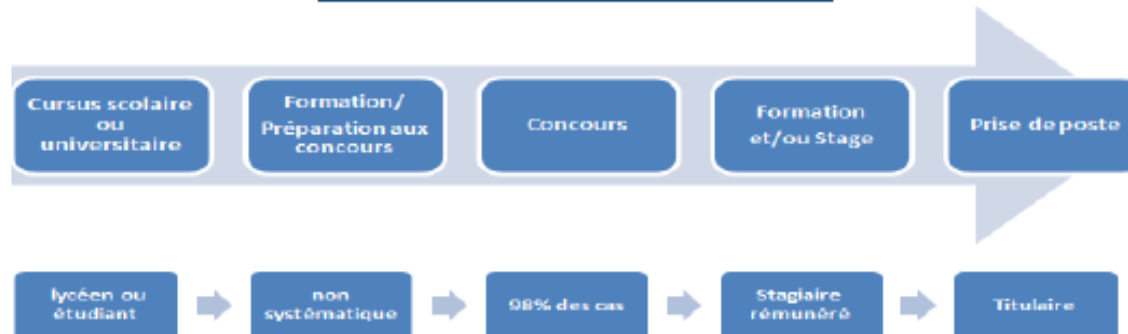 Cursus scolaire
ou
universitaire
Formation/
Préparation aux
concours
Concours
Formation
et/ou Stage
Prise de poste
lycéen ou
étudiant
non
systématique
98% des cas
Stagiaire
rémunéré
Titulaire